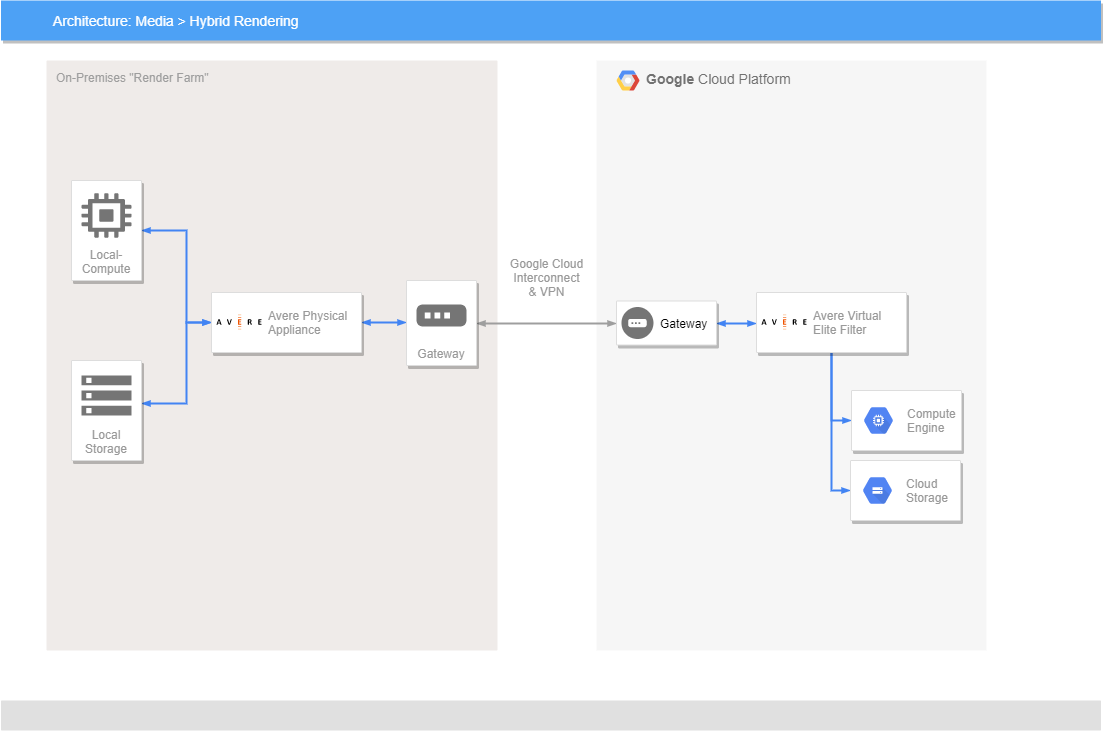 Architecture: Media > Hybrid Rendering
On-Premises "Render Farm"
Google Cloud Platform
Local-
Compute
Local
Storage
AVERE
Avere Physical
Appliance
Gateway
Google Cloud
Interconnect
& VPN
Gateway
AVERE
Avere Virtual
Elite Filter
Compute
Engine
Cloud
Storage